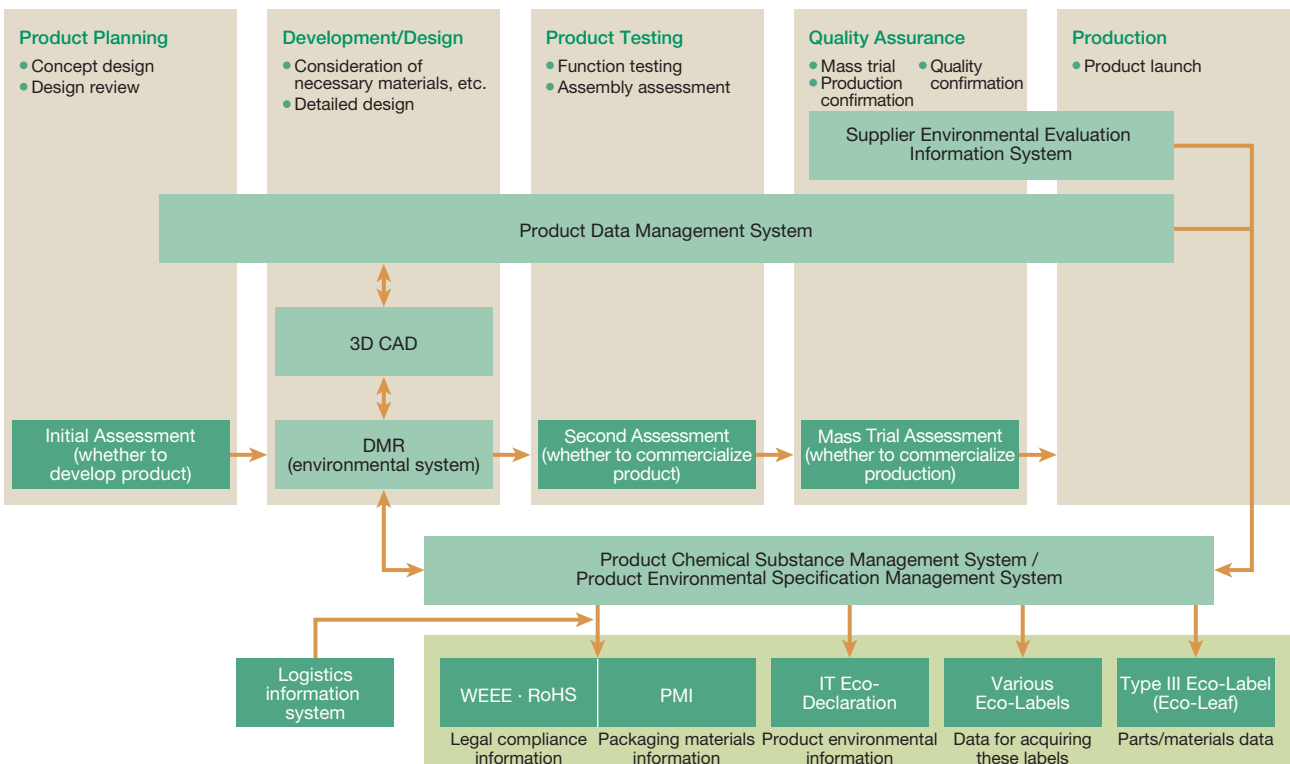 Product Planning
• Concept design
• Design review
Development/Design
• Consideration of
necessary materials, etc.
• Detailed design
Product Testing
• Function testing
• Assembly assessment
Quality Assurance
• Mass trial
• Production
confirmation
• Quality
confirmation
Production
• Product launch
Supplier Environmental Evaluation
Information System
Product Data Management System
3D CAD
Initial Assessment
(whether to
develop product)
DMR
(environmental system)
Second Assessment
(whether to commercialize
product)
Mass Trial Assessment
(whether to commercialize
production)
Product Chemical Substance Management System /
Product Environmental Specification Management System
Logistics
information
system
WEEE · RoHS
PMI
IT Eco-
Declaration
Various
Eco-Labels
Type III Eco-Label
(Eco-Leaf)
Legal compliance
information
Packaging materials
information
Product environmental
information
Data for acquiring
these labels
Parts/materials data